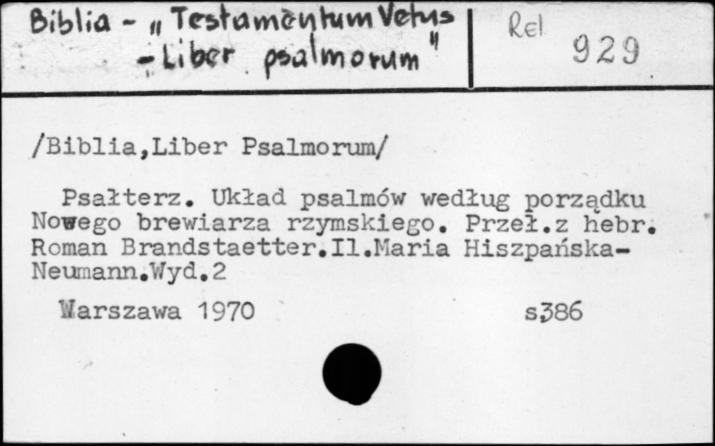 Biblia - „Testamentum Vetus
- Liber psalmorum"
Rel 929
/Biblia,Liber Psalmorum/
Psałterz. Układ psalmów według porządku
Nowego brewiarza rzymskiego. Przeł.z hebr.
Roman Brandstaetter.Il.Maria Hiszpańska-
Neumann.Wyd.2
Warszawa 1970 s.386